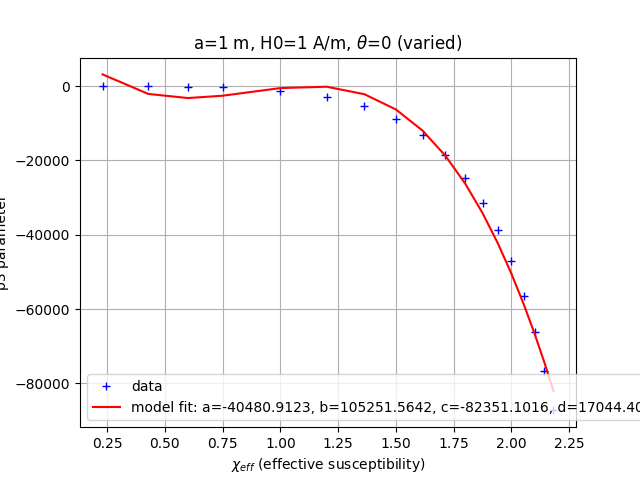 a=1 m, H0=1 A/m, θ=0 (varied)
p3 parameter
0
−20000
−40000
−60000
−80000
data
model fit: a=-40480.9123, b=105251.5642, c=-82351.1016, d=17044.40
0.25 0.50 0.75 1.00 1.25 1.50 1.75 2.00 2.25
χeff (effective susceptibility)